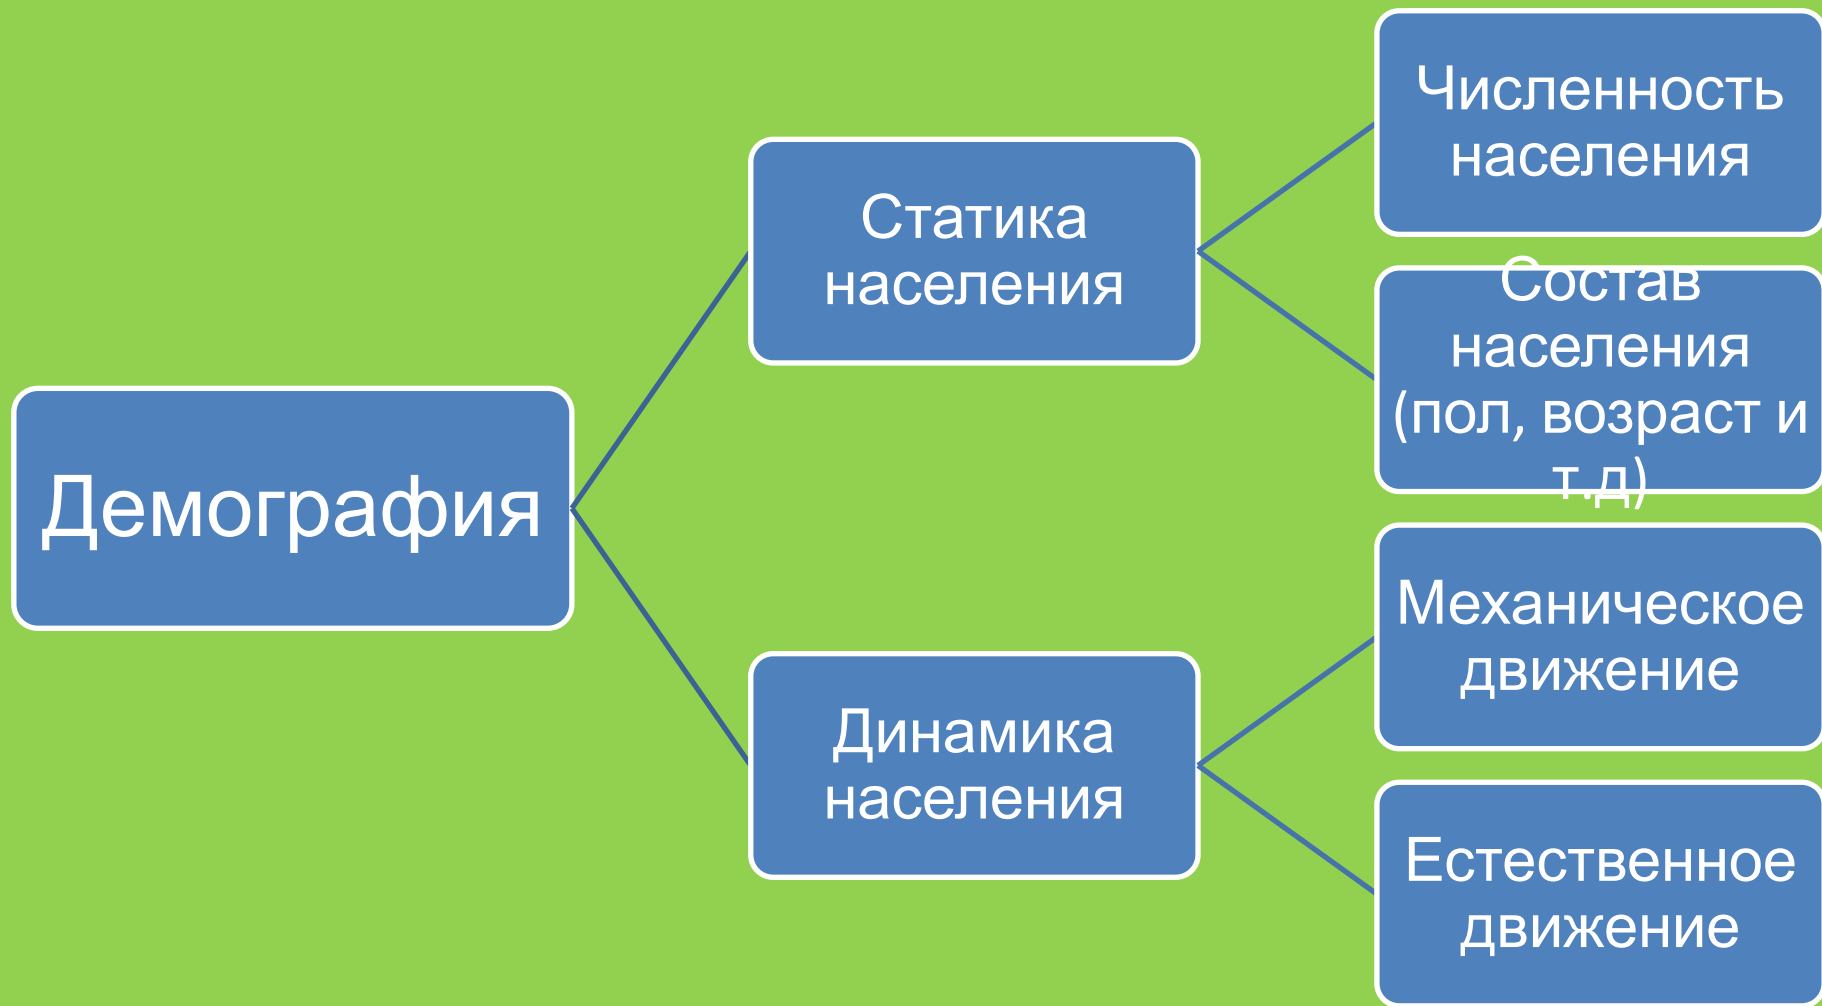 Демография
Статика
населения
Численность
населения
Состав
населения
(пол, возраст и
т.д)
Динамика
населения
Механическое
движение
Естественное
движение